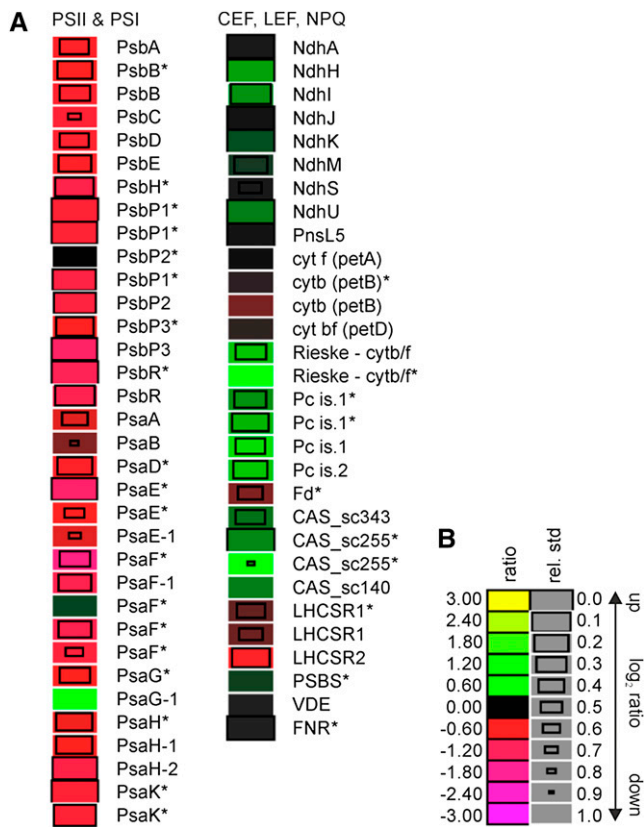 A
PSII & PSI
PsbA
PsbB*
PsbB
PsbC
PsbD
PsbE
PsbH*
PsbP1*
PsbP1*
PsbP2*
PsbP1*
PsbP2
PsbP3*
PsbP3
PsbR*
PsbR
PsaA
PsaB
PsaD*
PsaE*
PsaE*
PsaE-1
PsaF*
PsaF-1
PsaF*
PsaF*
PsaF*
PsaG*
PsaG-1
PsaH*
PsaH-1
PsaH-2
PsaK*
PsaK*
CEF, LEF, NPQ
NdhA
NdhH
NdhI
NdhJ
NdhK
NdhM
NdhS
NdhU
PnsL5
cyt f (petA)
cytb (petB)*
cytb (petB)
cyt bf (petD)
Rieske - cytb/f
Rieske - cytb/f*
Pc is.1*
Pc is.1*
Pc is.1
Pc is.2
Fd*
CAS_sc343
CAS_sc255*
CAS_sc255*
CAS_sc140
LHCSR1*
LHCSR1
LHCSR2
PSBS*
VDE
FNR*
B
ratio
rel. std
3.00 0.0
2.40 0.1
1.80 0.2
1.20 0.3
0.60 0.4
0.00 0.5
-0.60 0.6
-1.20 0.7
-1.80 0.8
-2.40 0.9
-3.00 1.0
up
log2 ratio
down